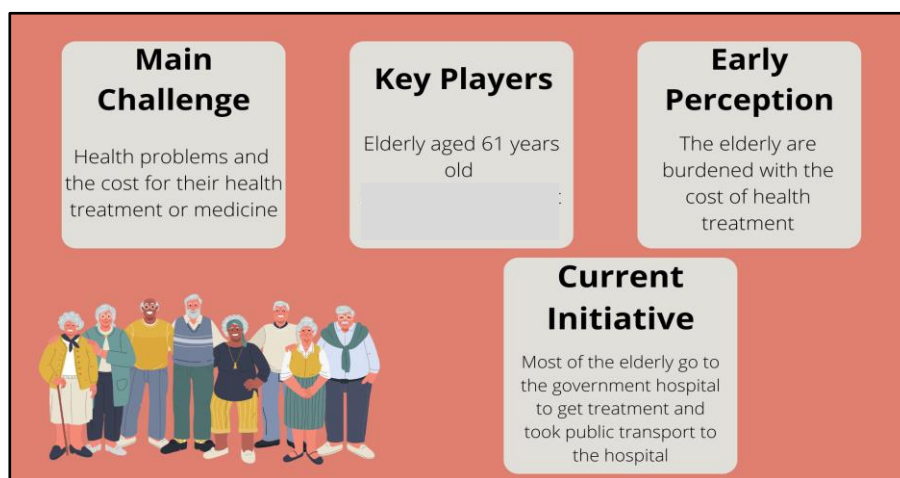 Main
Challenge
Health problems and
the cost for their health
treatment or medicine
Key Players
Elderly aged 61 years
old
Early
Perception
The elderly are
burdened with the
cost of health
treatment
Current
Initiative
Most of the elderly go to
the government hospital
to get treatment and
took public transport to
the hospital